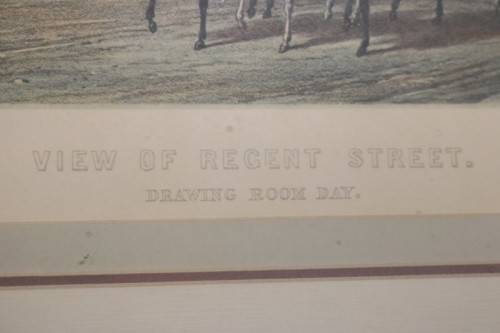 VIEW OF REGENT STREET.
DRAWING ROOM DAY.